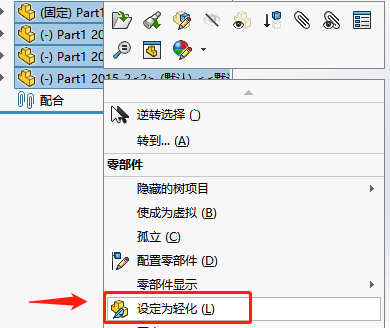 (固定) Part1
(-) Part1 20
(-) Part1 20
(-) Part1 2015-2<2> (默认) <<默
配合
逆转选择 (`)
转到... (A)
零部件
隐藏的树项目
使成为虚拟 (B)
孤立 (C)
配置零部件 (D)
零部件显示
设定为轻化 (L)